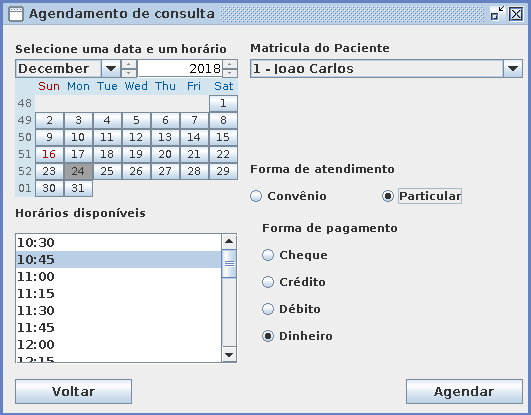 Agendamento de consulta
Selecione uma data e um horário
December 2018
Sun Mon Tue Wed Thu Fri Sat
48 1
49 2 3 4 5 6 7 8
50 9 10 11 12 13 14 15
51 16 17 18 19 20 21 22
52 23 24 25 26 27 28 29
01 30 31
Horários disponíveis
10:30
10:45
11:00
11:15
11:30
11:45
12:00
12:15
Voltar
Matricula do Paciente
1 - Joao Carlos
Forma de atendimento
Convênio Particular
Forma de pagamento
Cheque
Crédito
Débito
Dinheiro
Agendar